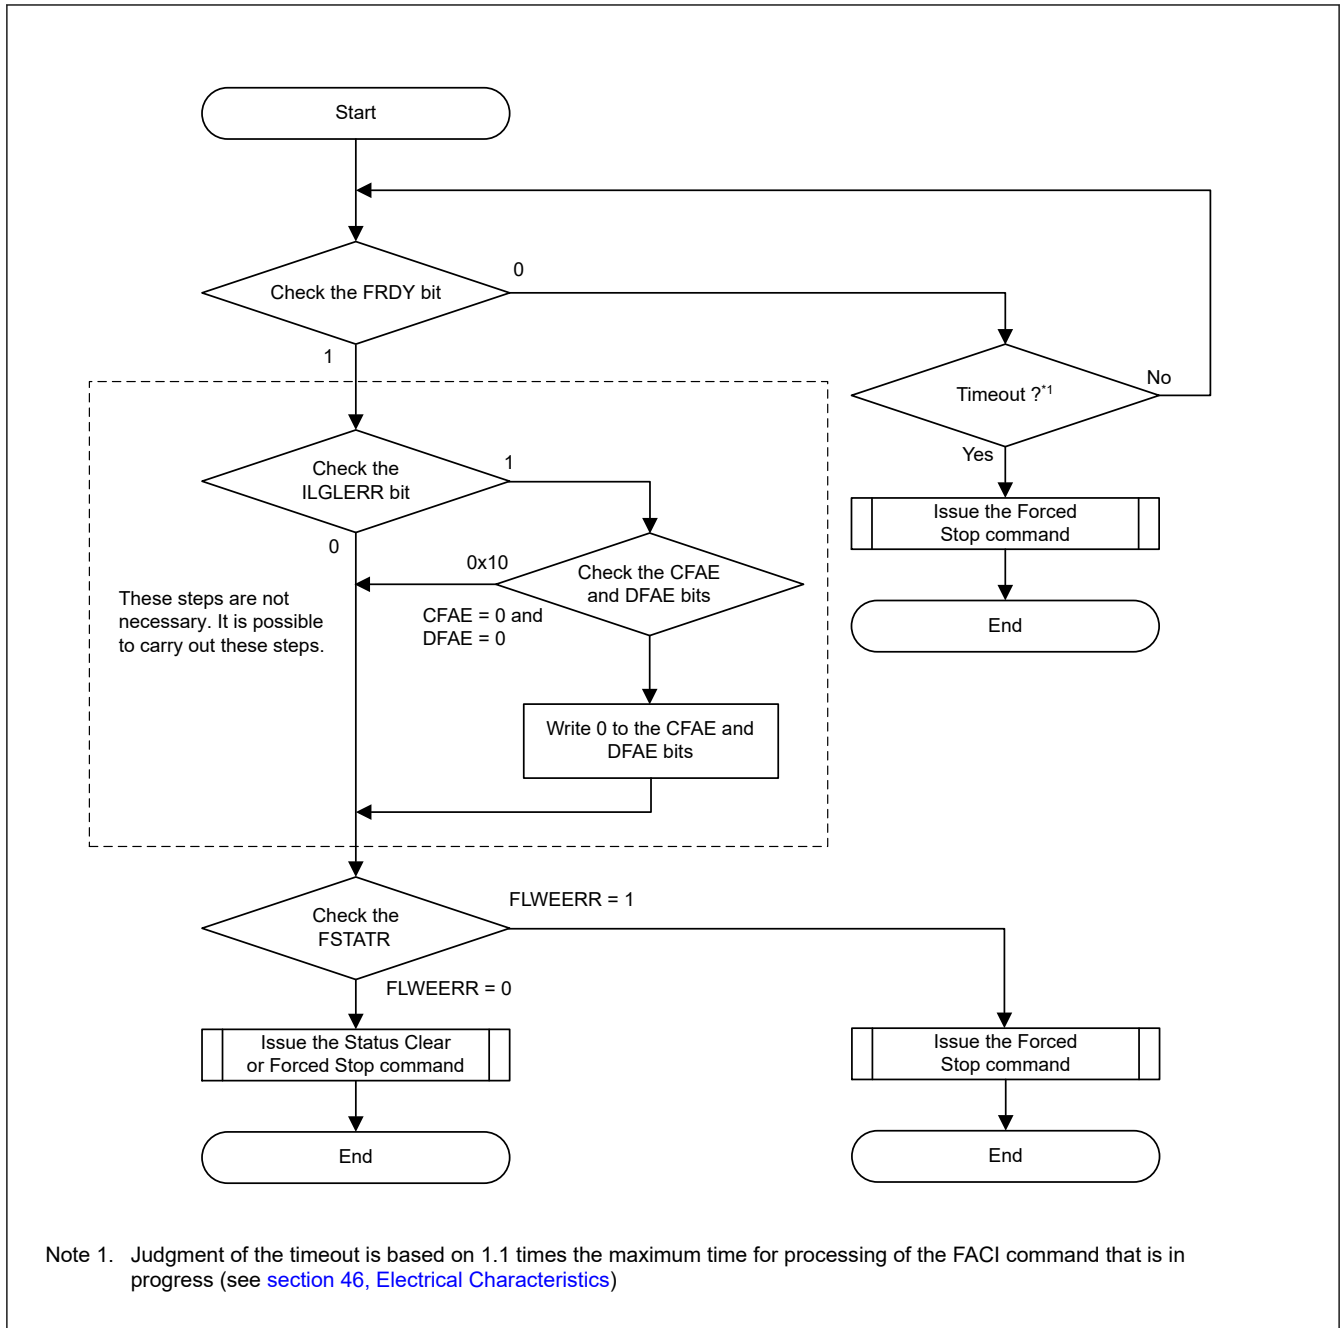 Start
Check the FRDY bit
0
1
Timeout ?*1
No
Yes
Issue the Forced
Stop command
End
Check the
ILGLERR bit
1
0
Check the CFAE
and DFAE bits
0x10
CFAE = 0 and
DFAE = 0
These steps are not
necessary. It is possible
to carry out these steps.
Write 0 to the CFAE and
DFAE bits
Check the
FSTATR
FLWEERR = 1
FLWEERR = 0
Issue the Status Clear
or Forced Stop command
End
Issue the Forced
Stop command
End
Note 1. Judgment of the timeout is based on 1.1 times the maximum time for processing of the FACI command that is in
progress (see section 46, Electrical Characteristics)